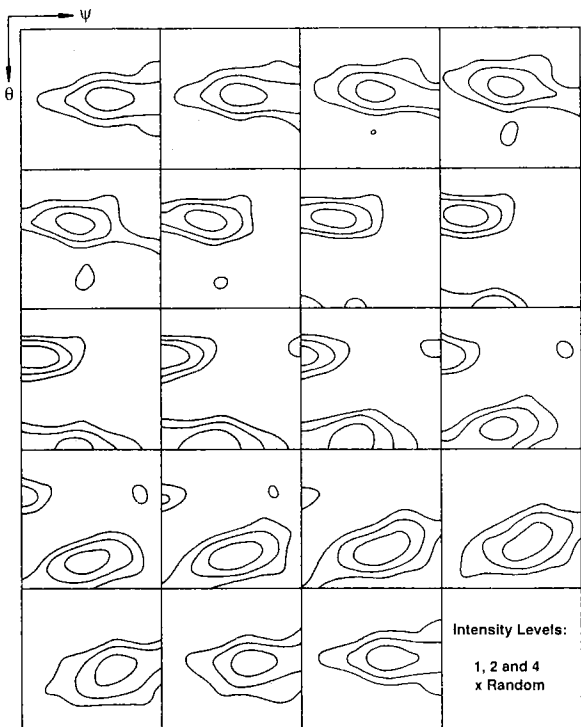 ψ
θ
Intensity Levels:
1, 2 and 4
x Random